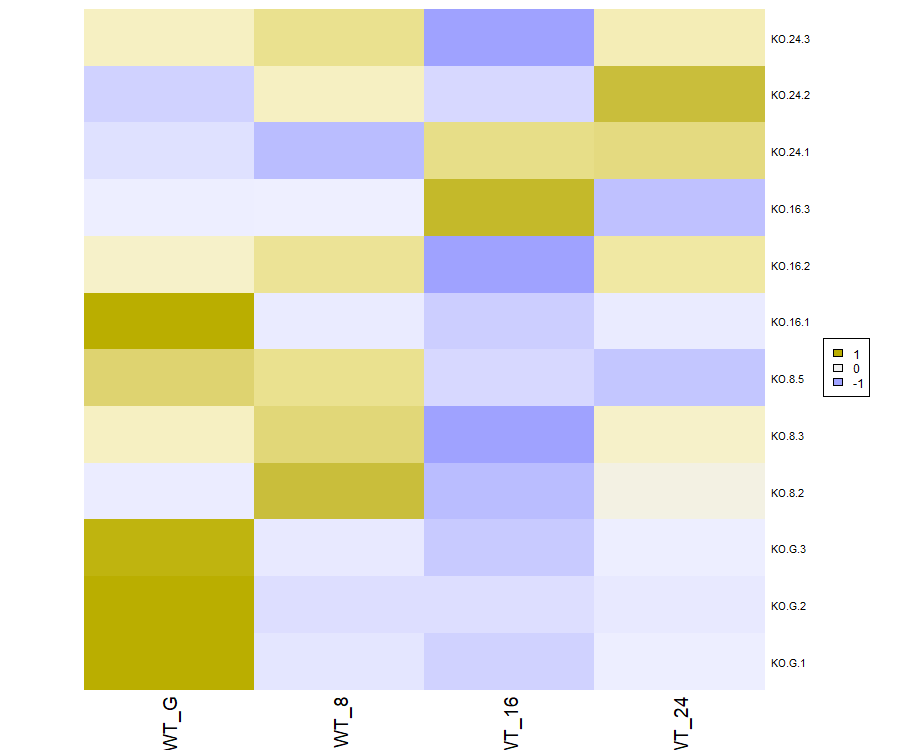 KO.24.3
KO.24.2
KO.24.1
KO.16.3
KO.16.2
KO.16.1
KO.8.5
KO.8.3
KO.8.2
KO.G.3
KO.G.2
KO.G.1
1
0
-1
WT_G
WT_8
WT_16
WT_24